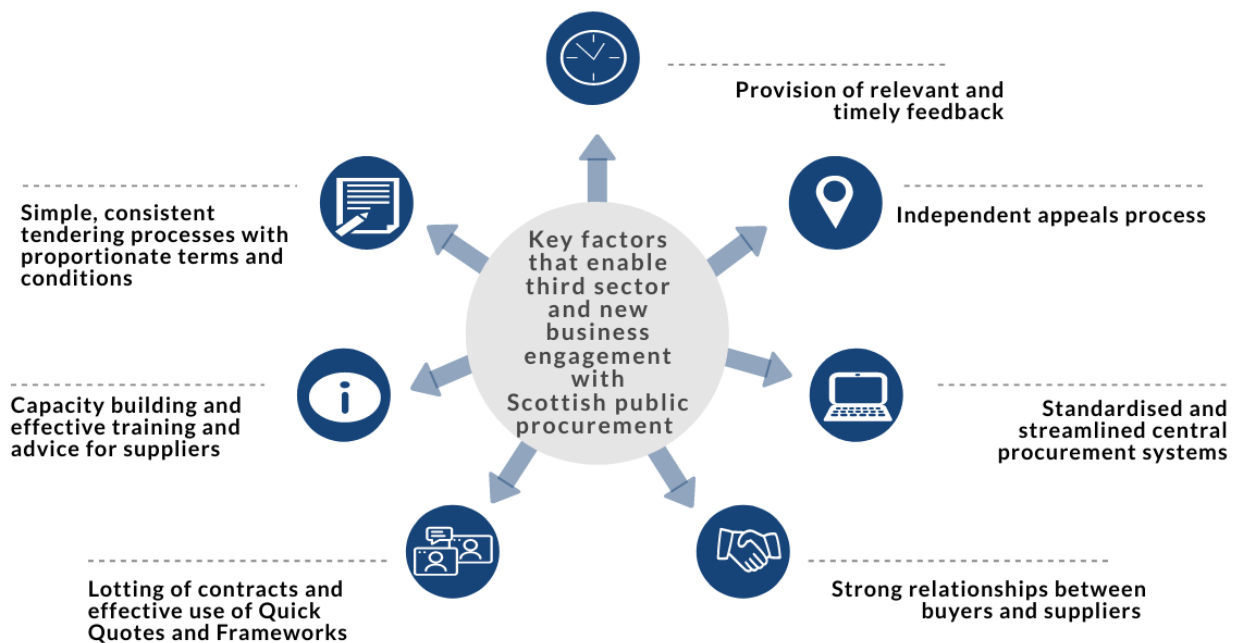 Provision of relevant and
timely feedback
Simple, consistent
tendering processes with
proportionate terms and
conditions
Independent appeals process
Key factors
that enable
third sector
and new
business
engagement
with
Scottish public
procurement
Capacity building and
effective training and
advice for suppliers
Standardised and
streamlined central
procurement systems
Lotting of contracts and
effective use of Quick
Quotes and Frameworks
Strong relationships between
buyers and suppliers